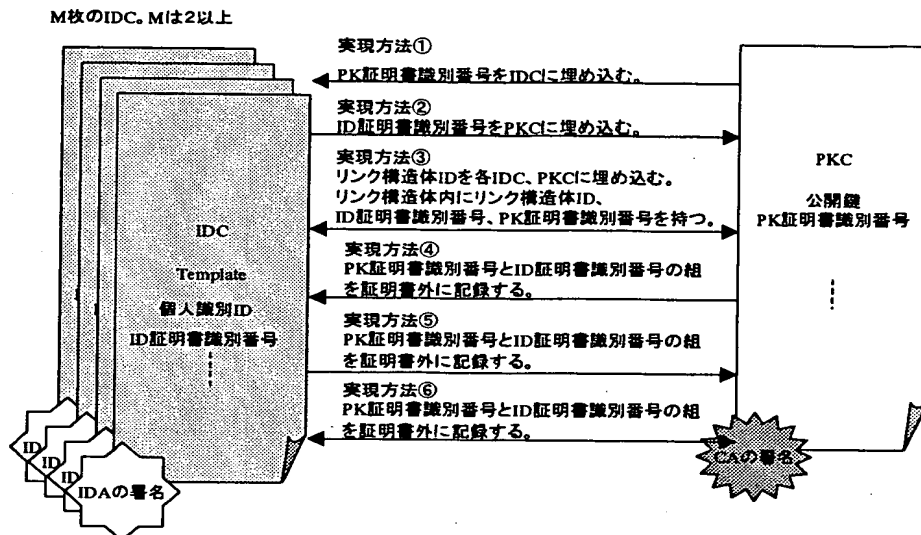 M枚のIDC。Mは2以上
実現方法①
PK証明書識別番号をIDCに埋め込む。
実現方法②
ID証明書識別番号をPKCに埋め込む。
実現方法③
リンク構造体IDを各IDC、PKCに埋め込む。
リンク構造体内にリンク構造体ID、
ID証明書識別番号、PK証明書識別番号を持つ。
実現方法④
PK証明書識別番号とID証明書識別番号の組
を証明書外に記録する。
実現方法⑤
PK証明書識別番号とID証明書識別番号の組
を証明書外に記録する。
実現方法⑥
PK証明書識別番号とID証明書識別番号の組
を証明書外に記録する。
IDC
Template
個人識別ID
ID証明書識別番号
ID
ID
ID
IDAの署名
PKC
公開鍵
PK証明書識別番号
CAの署名